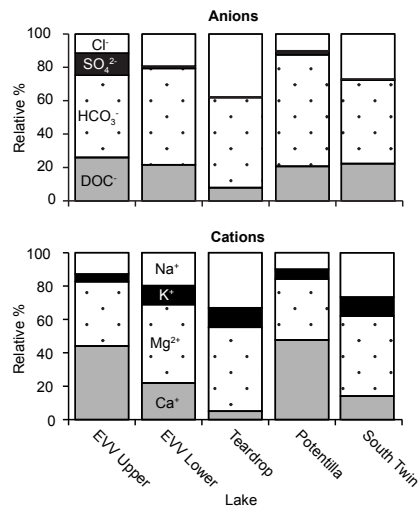 Anions
100
80
60
40
20
0
Relative %
Cl⁻
SO₄²⁻
HCO₃⁻
DOC⁻
Cations
100
80
60
40
20
0
Relative %
Na⁺
K⁺
Mg²⁺
Ca⁺
EVV Upper
EVV Lower
Teardrop
Potentilla
South Twin
Lake